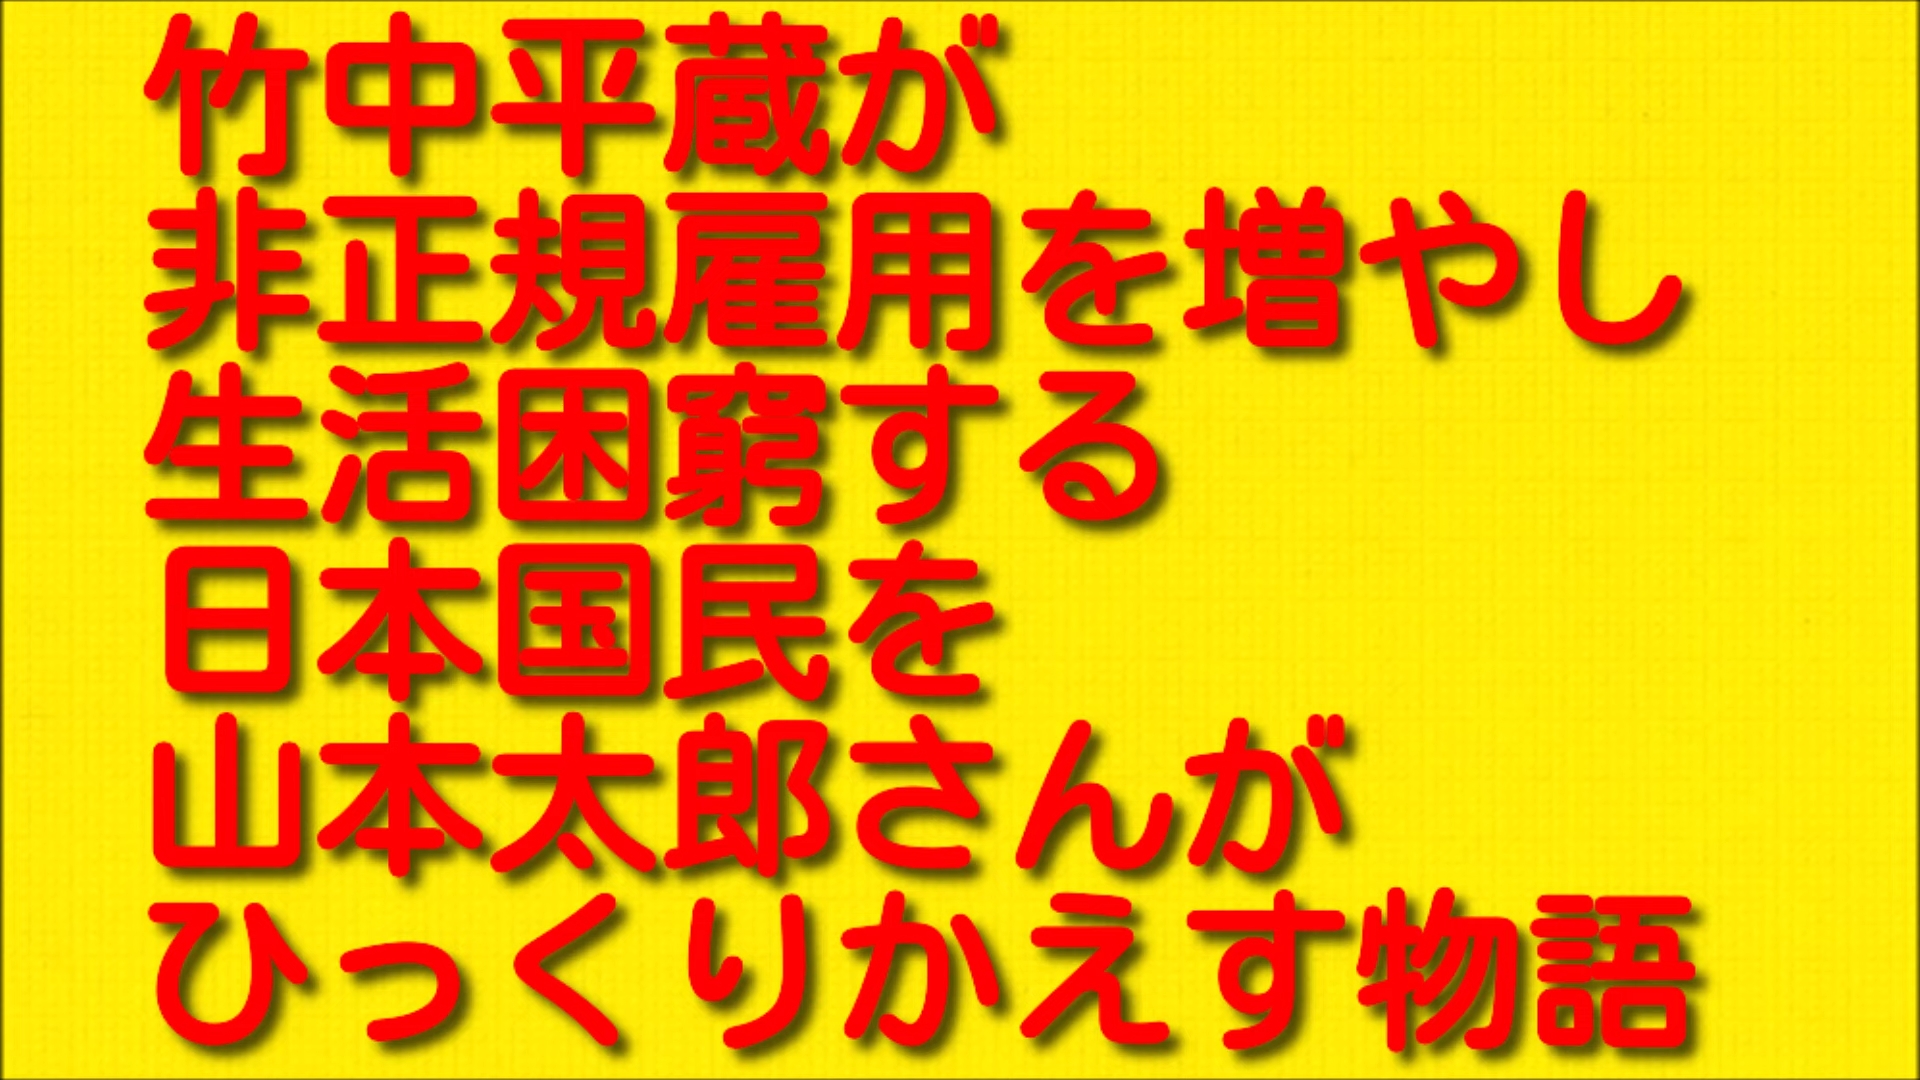 竹中平蔵が
非正規雇用を増やし
生活困窮する
日本国民を
山本太郎さんが
ひっくりかえす物語